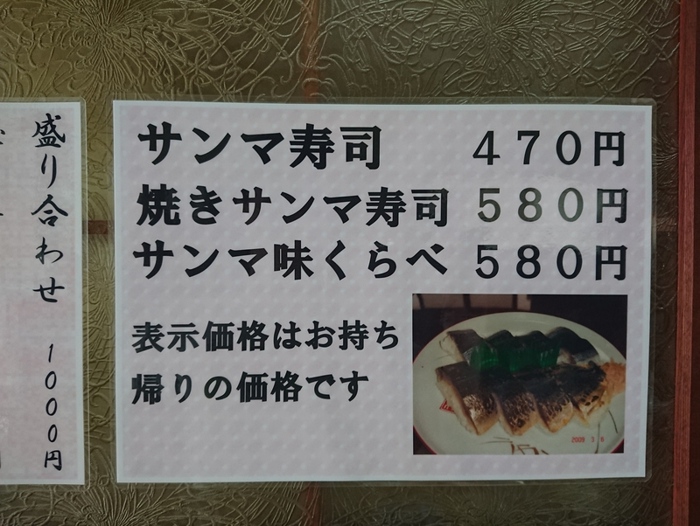 サンマ寿司 470円
焼きサンマ寿司 580円
サンマ味くらべ 580円
表示価格はお持ち
帰りの価格です
盛り合わせ 1000円